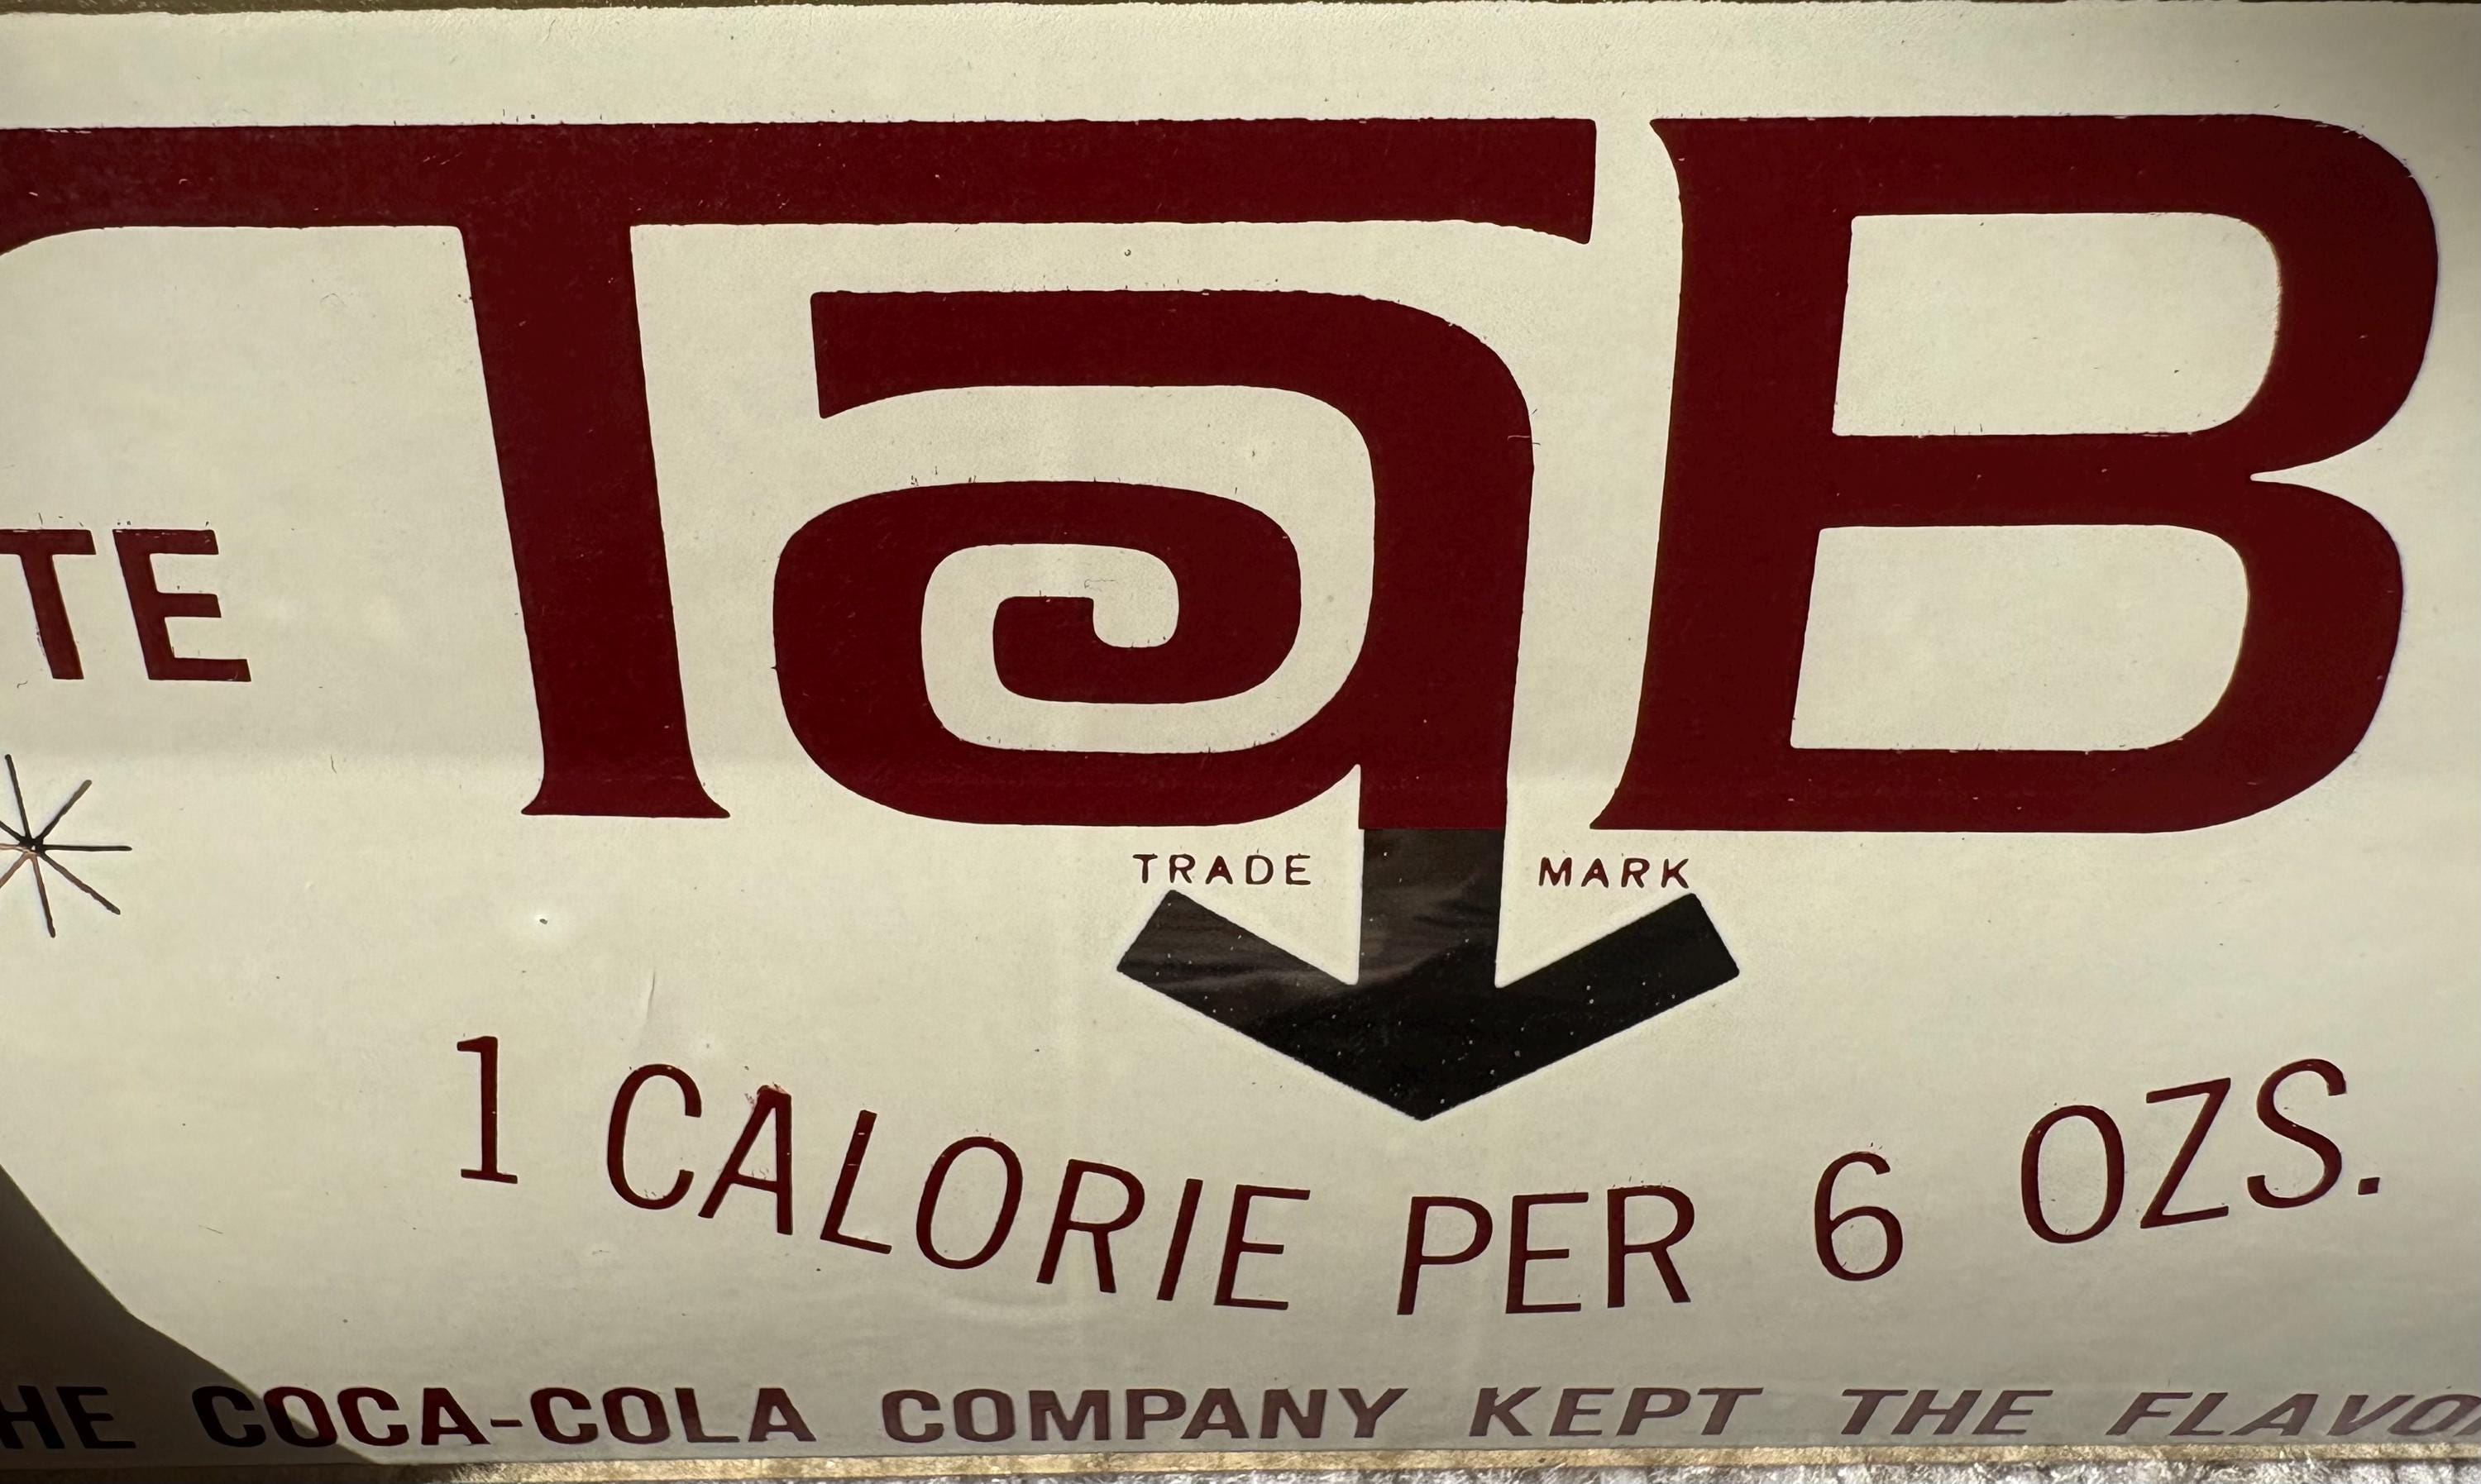 TaB
TE
TRADE MARK
1 CALORIE PER 6 OZS.
HE COCA-COLA COMPANY KEPT THE FLAVO